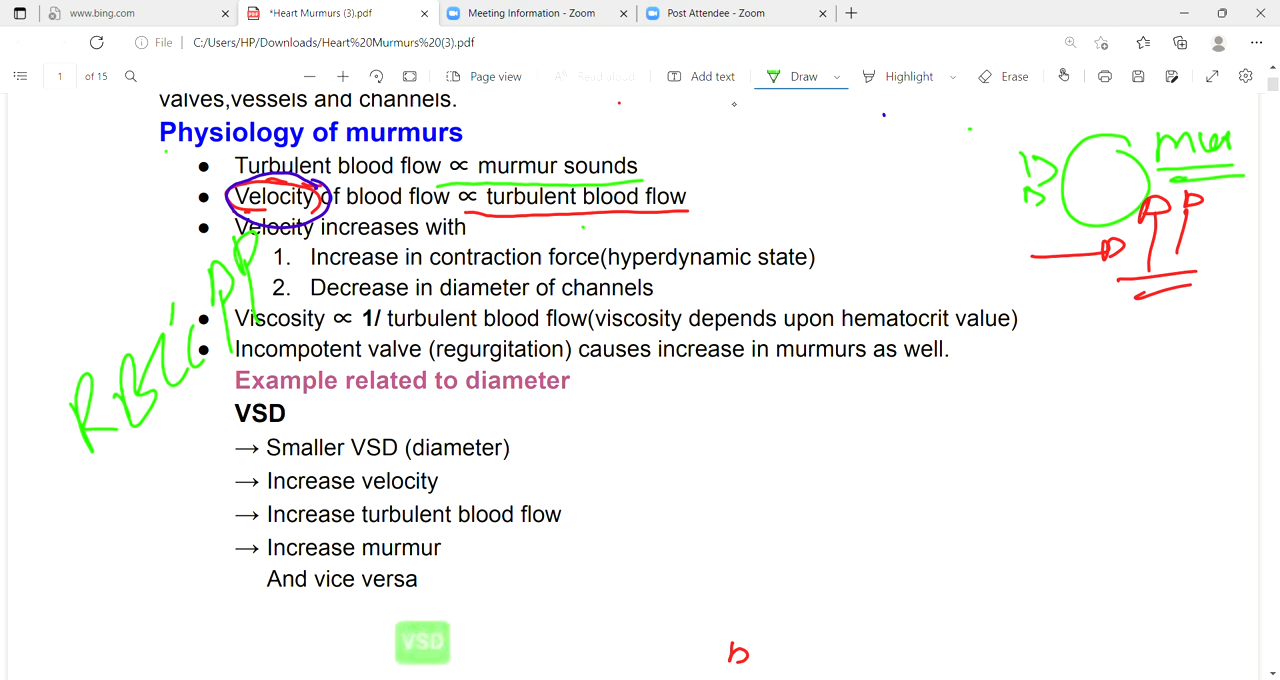 www.bing.com
*Heart Murmurs (3).pdf
Meeting Information - Zoom
Post Attendee - Zoom
File | C:/Users/HP/Downloads/Heart%20Murmurs%20(3).pdf
1 of 15 Page view Read aloud Add text Draw Highlight Erase
valves,vessels and channels.
Physiology of murmurs
● Turbulent blood flow ∝ murmur sounds
● Velocity of blood flow ∝ turbulent blood flow
● Velocity increases with
1. Increase in contraction force(hyperdynamic state)
2. Decrease in diameter of channels
● Viscosity ∝ 1/ turbulent blood flow(viscosity depends upon hematocrit value)
● Incompotent valve (regurgitation) causes increase in murmurs as well.
Example related to diameter
VSD
→ Smaller VSD (diameter)
→ Increase velocity
→ Increase turbulent blood flow
→ Increase murmur
And vice versa
VSD
mur
b